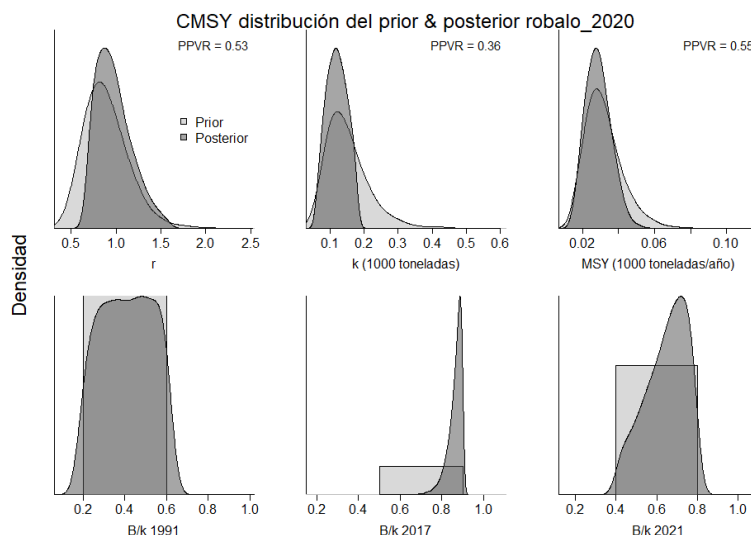 CMSY distribución del prior & posterior robalo_2020
PPVR = 0.53
PPVR = 0.36
PPVR = 0.55
Prior
Posterior
Densidad
0.5 1.0 1.5 2.0 2.5
r
0.1 0.2 0.3 0.4 0.5 0.6
k (1000 toneladas)
0.02 0.06 0.10
MSY (1000 toneladas/año)
0.2 0.4 0.6 0.8 1.0
B/k 1991
0.2 0.4 0.6 0.8 1.0
B/k 2017
0.2 0.4 0.6 0.8 1.0
B/k 2021